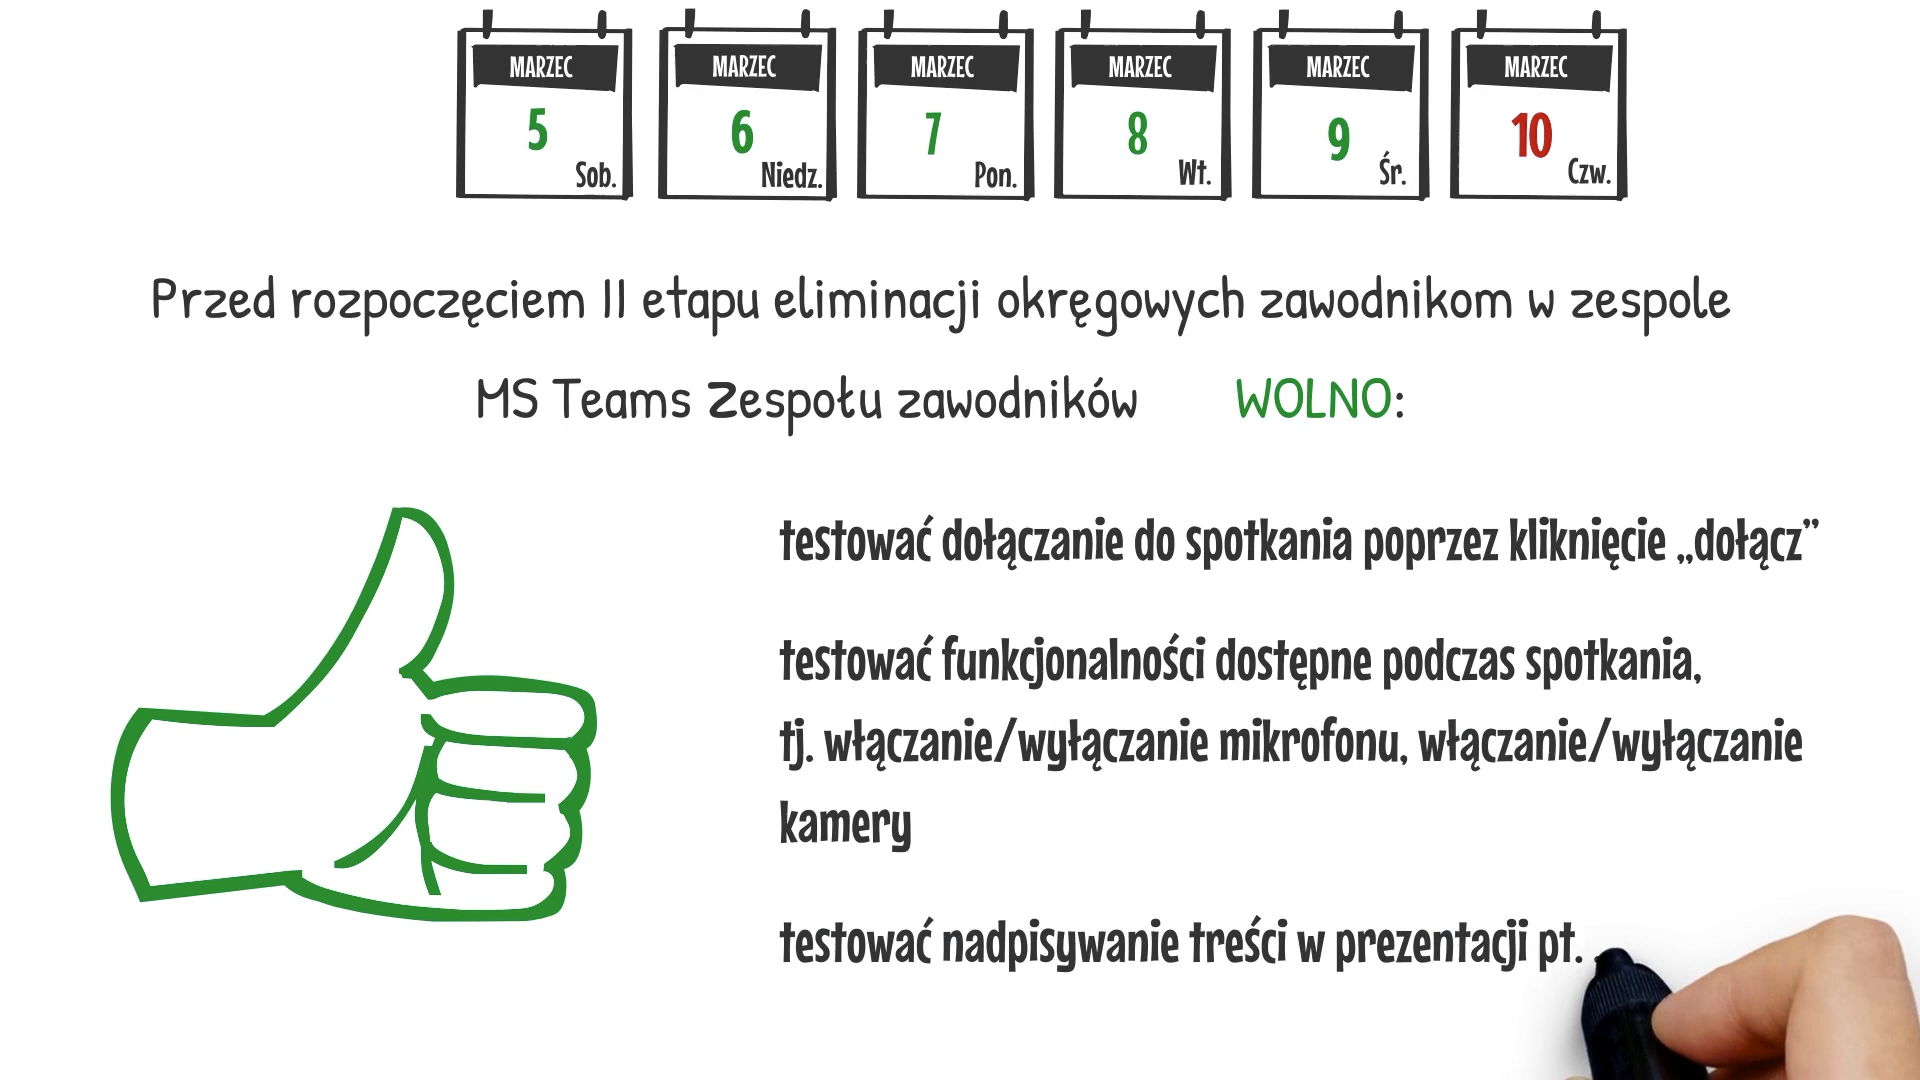 MARZEC MARZEC MARZEC MARZEC MARZEC MARZEC
5 6 7 8 9 10
Sob. Niedz. Pon. Wt. Śr. Czw.
Przed rozpoczęciem II etapu eliminacji okręgowych zawodnikom w zespole
MS Teams Zespołu zawodników WOLNO:
testować dołączanie do spotkania poprzez kliknięcie „dołącz”
testować funkcjonalności dostępne podczas spotkania,
tj. włączanie/wyłączanie mikrofonu, włączanie/wyłączanie
kamery
testować nadpisywanie treści w prezentacji pt.